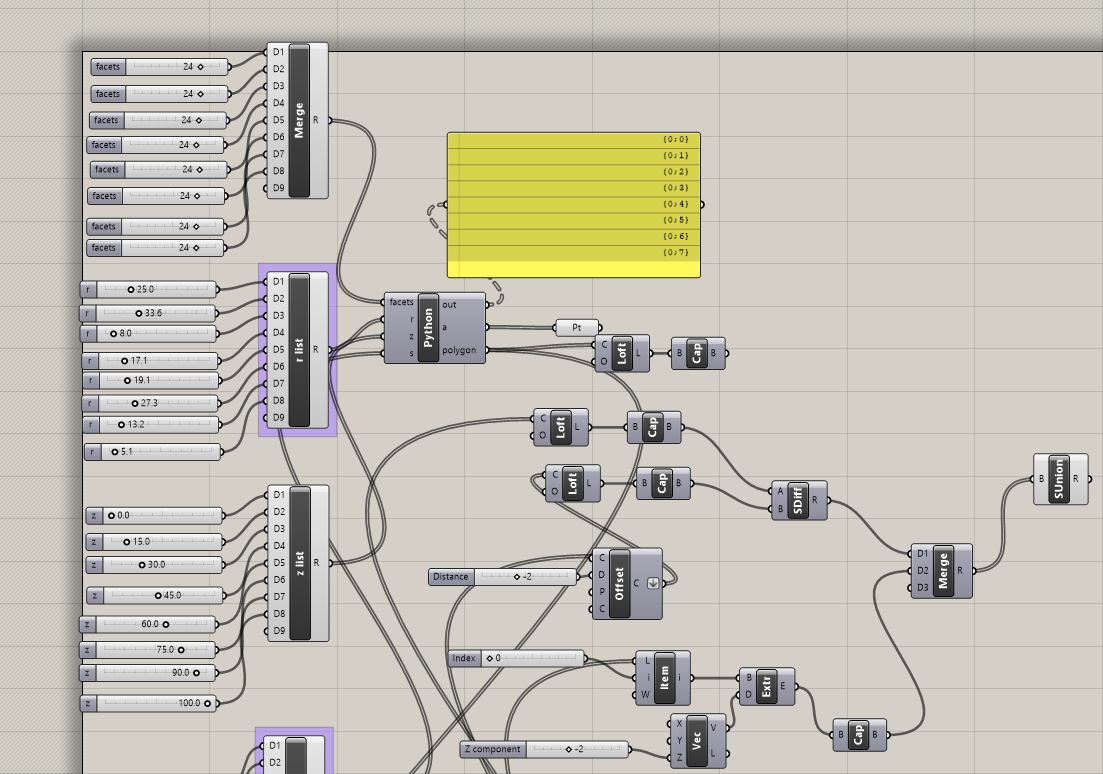 facets 24
facets 24
facets 24
facets 24
facets 24
facets 24
facets 24
facets 24
D1
D2
D3
D4
D5
D6
D7
D8
D9
Merge
R
{0;0}
{0;1}
{0;2}
{0;3}
{0;4}
{0;5}
{0;6}
{0;7}
r 25.0
r 33.6
r 8.0
r 17.1
r 19.1
r 27.3
r 13.2
r 5.1
D1
D2
D3
D4
D5
D6
D7
D8
D9
r list
R
facets
r
z
s
Python
out
a
polygon
Pt
C
O
Loft
L
B
Cap
B
C
O
Loft
L
B
Cap
B
C
O
Loft
L
B
Cap
B
A
B
SDiff
R
B
SUnion
R
z 0.0
z 15.0
z 30.0
z 45.0
z 60.0
z 75.0
z 90.0
z 100.0
D1
D2
D3
D4
D5
D6
D7
D8
D9
z list
R
Distance -2
C
D
P
C
Offset
C
D1
D2
D3
Merge
R
Index 0
L
i
W
Item
i
B
D
Extr
E
Z component -2
X
Y
Z
Vec
V
L
B
Cap
B
D1
D2